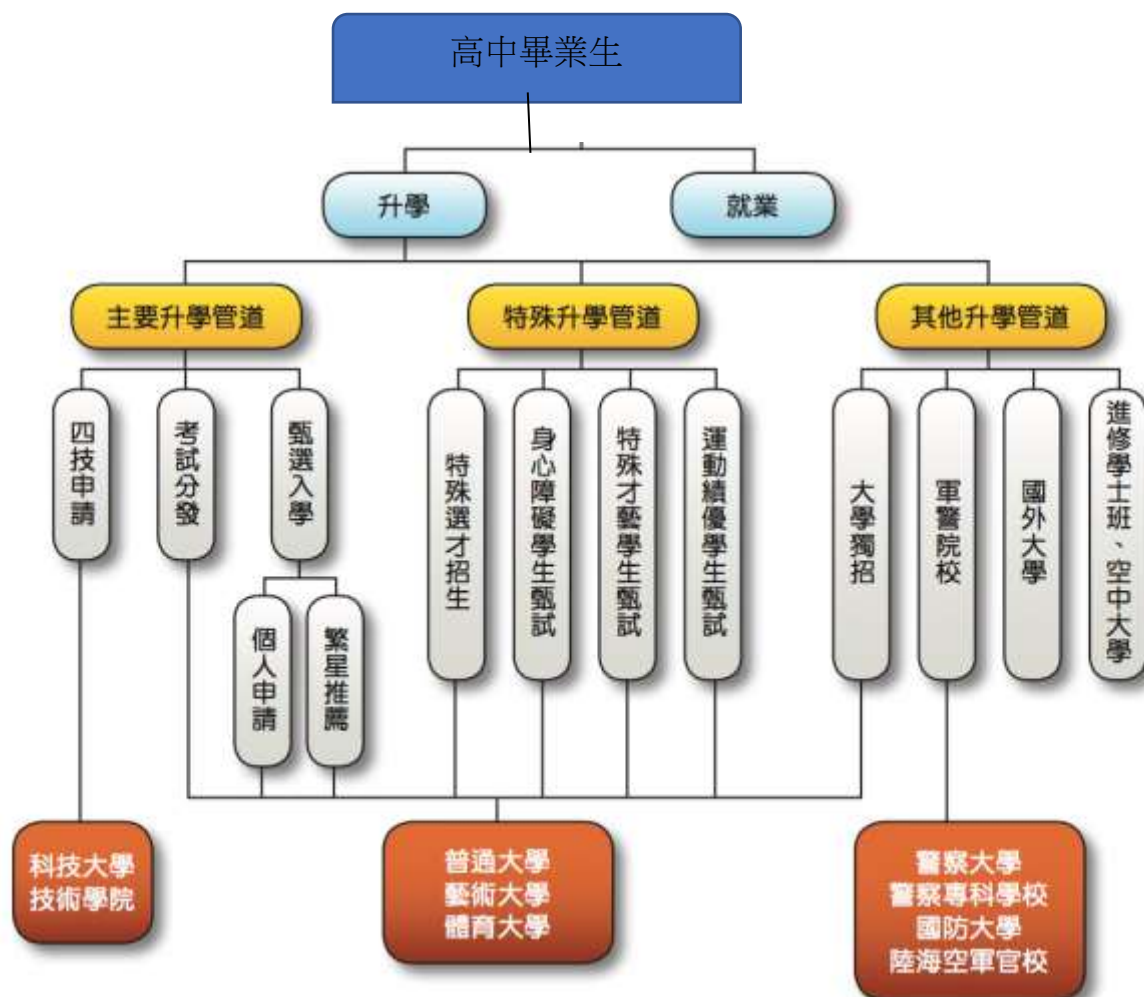 高中畢業生
升學
就業
主要升學管道
特殊升學管道
其他升學管道
四技申請
考試分發
甄選入學
特殊選才招生
身心障礙學生甄試
特殊才藝學生甄試
運動績優學生甄試
大學獨招
軍警院校
國外大學
進修學士班、空中大學
個人申請
繁星推薦
科技大學
技術學院
普通大學
藝術大學
體育大學
警察大學
警察專科學校
國防大學
陸海空軍官校